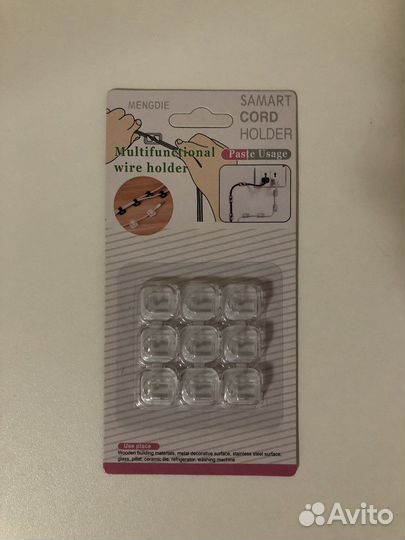 MENGDIE
SAMART
CORD
HOLDER
Multifunctional
wire holder
Paste Usage
Use place
Wooden building materials, metal decorative surface, stainless steel surface,
glass, pilat, ceramic tile, refrigerator, washing machine
Avito